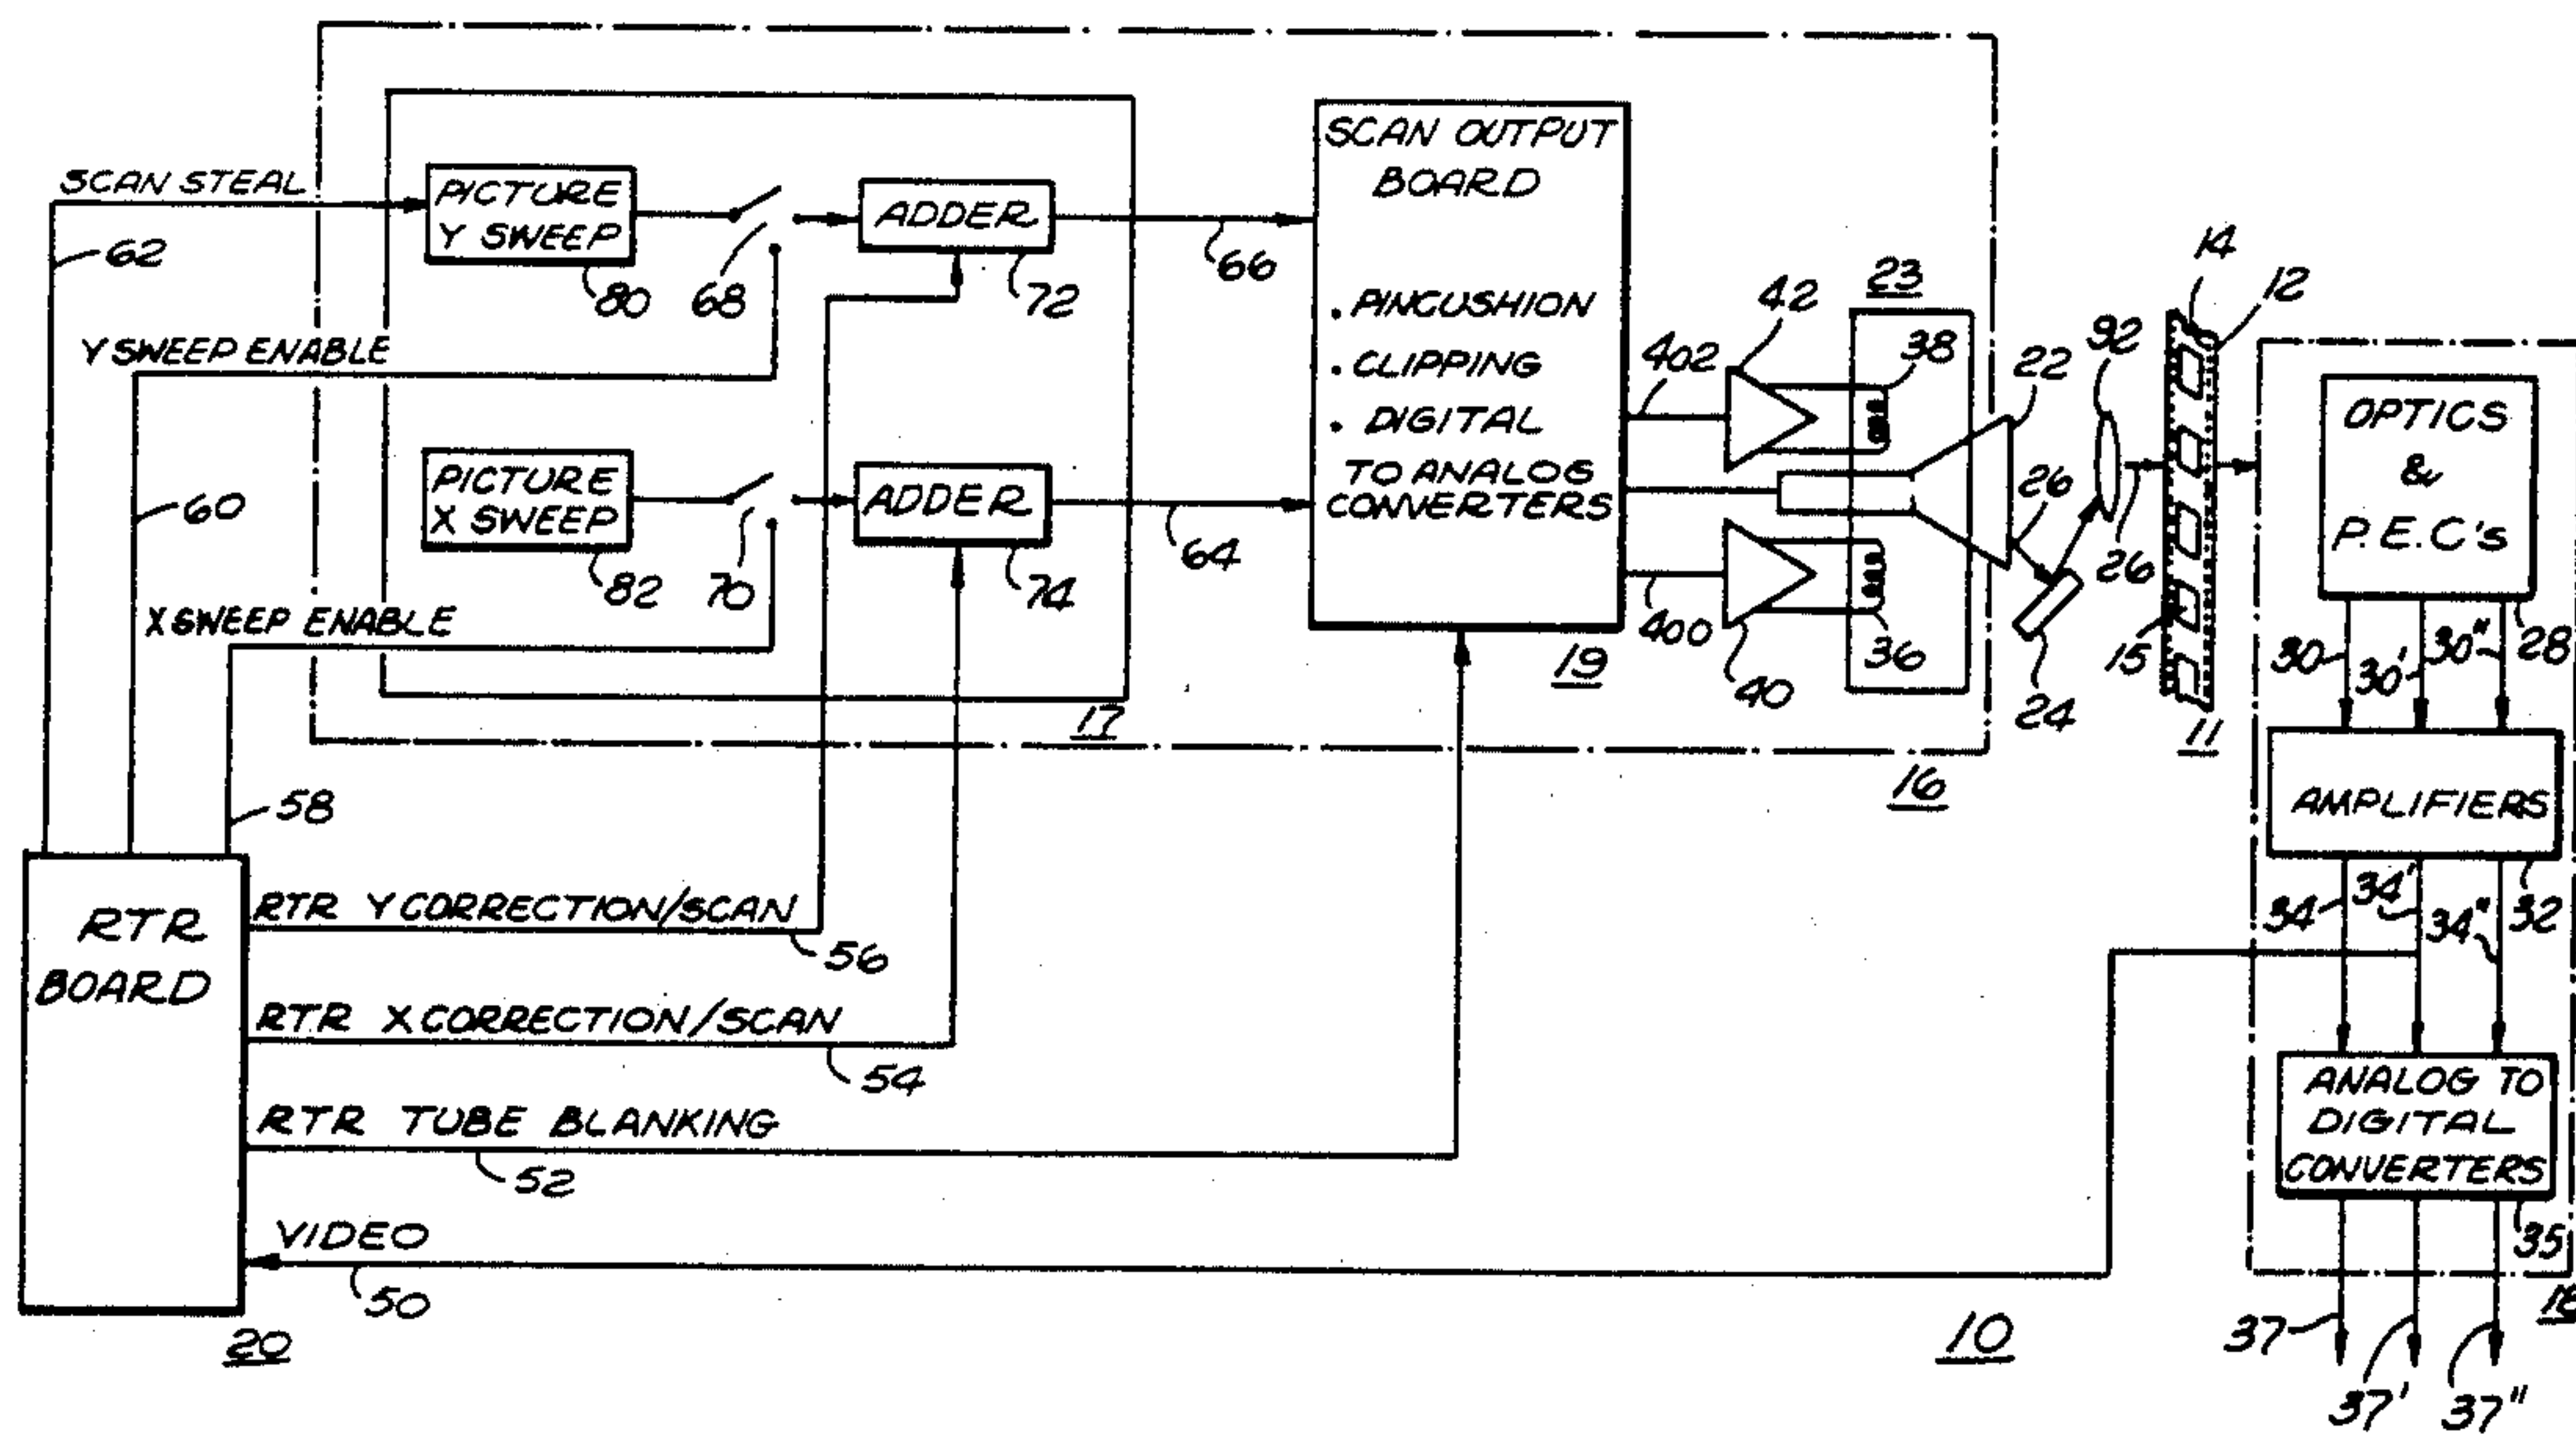 SCAN STEAL
62
PICTURE
Y SWEEP
80
68
ADDER
72
66
Y SWEEP ENABLE
60
PICTURE
X SWEEP
82
70
ADDER
74
64
X SWEEP ENABLE
58
17
SCAN OUTPUT
BOARD
. PINCUSHION
. CLIPPING
. DIGITAL
TO ANALOG
CONVERTERS
19
402
42
23
38
22
400
40
36
26
24
92
26
14
12
15
11
16
OPTICS
&
P.E.C's
28
30
30'
30"
AMPLIFIERS
32
34
34'
34"
ANALOG TO
DIGITAL
CONVERTERS
35
18
37
37'
37"
RTR
BOARD
20
RTR Y CORRECTION/SCAN
56
RTR X CORRECTION/SCAN
54
RTR TUBE BLANKING
52
VIDEO
50
10